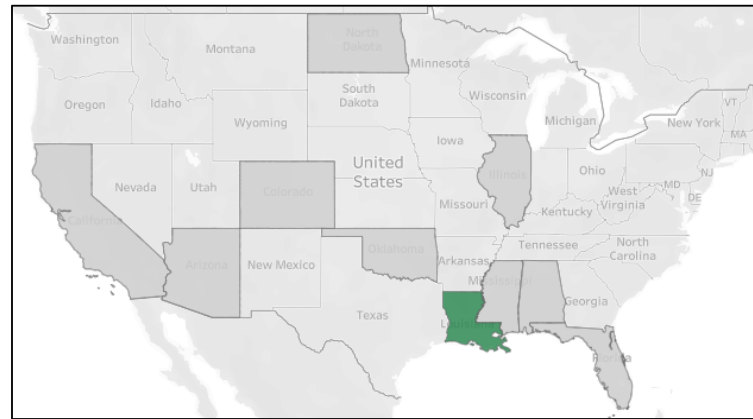 Washington
Montana
North
Dakota
Minnesota
Oregon
Idaho
South
Dakota
Wisconsin
Michigan
VT
New York
MA
Wyoming
Iowa
Nevada
Utah
Colorado
United
States
Illinois
Ohio
NJ
MD
DE
West
Virginia
Missouri
Kentucky
California
Arizona
New Mexico
Oklahoma
Arkansas
Tennessee
North
Carolina
Mississippi
Georgia
Texas
Louisiana
Florida